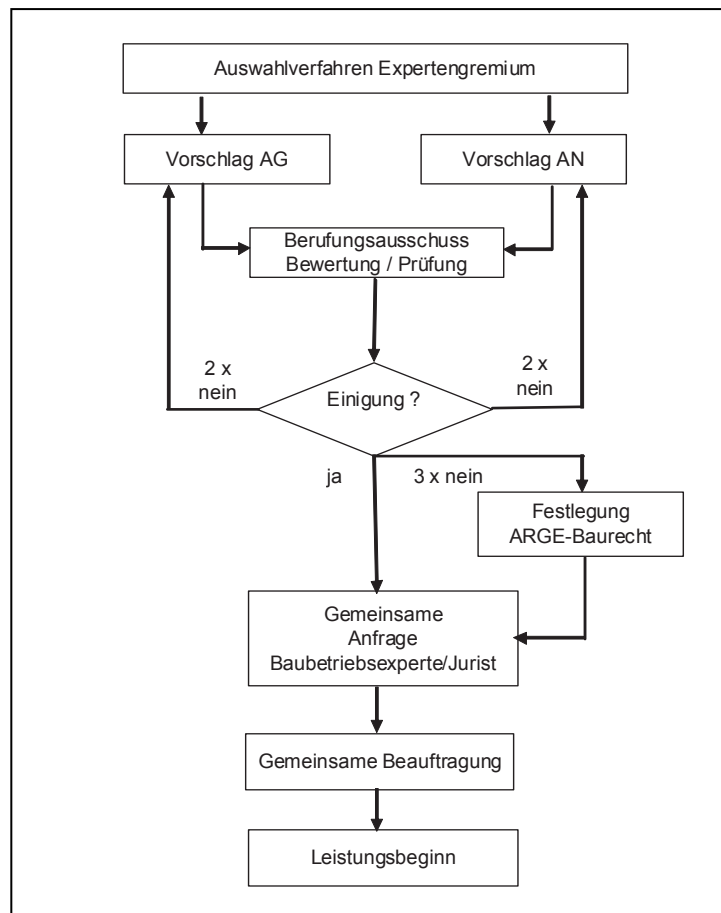 Auswahlverfahren Expertengremium
Vorschlag AG
Vorschlag AN
Berufungsausschuss
Bewertung / Prüfung
2 x
nein
2 x
nein
Einigung ?
ja
3 x nein
Festlegung
ARGE-Baurecht
Gemeinsame
Anfrage
Baubetriebsexperte/Jurist
Gemeinsame Beauftragung
Leistungsbeginn